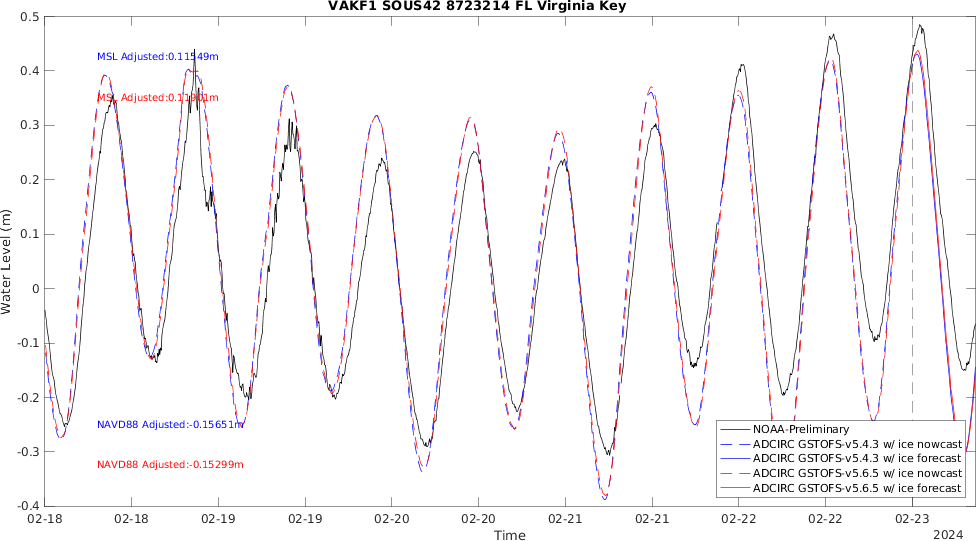 VAKF1 SOUS42 8723214 FL Virginia Key
0.5
0.4
0.3
0.2
0.1
0
-0.1
-0.2
-0.3
-0.4
Water Level (m)
MSL Adjusted:0.11549m
MSL Adjusted:0.11901m
NAVD88 Adjusted:-0.15651m
NAVD88 Adjusted:-0.15299m
NOAA-Preliminary
ADCIRC GSTOFS-v5.4.3 w/ ice nowcast
ADCIRC GSTOFS-v5.4.3 w/ ice forecast
ADCIRC GSTOFS-v5.6.5 w/ ice nowcast
ADCIRC GSTOFS-v5.6.5 w/ ice forecast
02-18 02-18 02-19 02-19 02-20 02-20 02-21 02-21 02-22 02-22 02-23
Time
2024